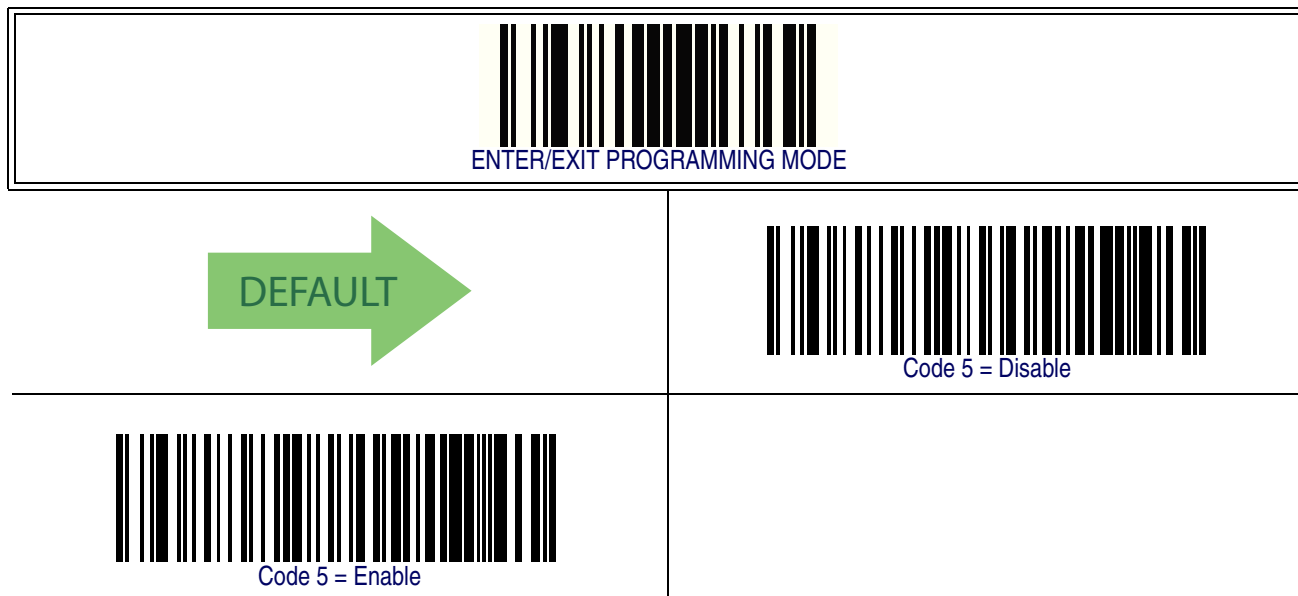 ENTER/EXIT PROGRAMMING MODE
DEFAULT
Code 5 = Disable
Code 5 = Enable